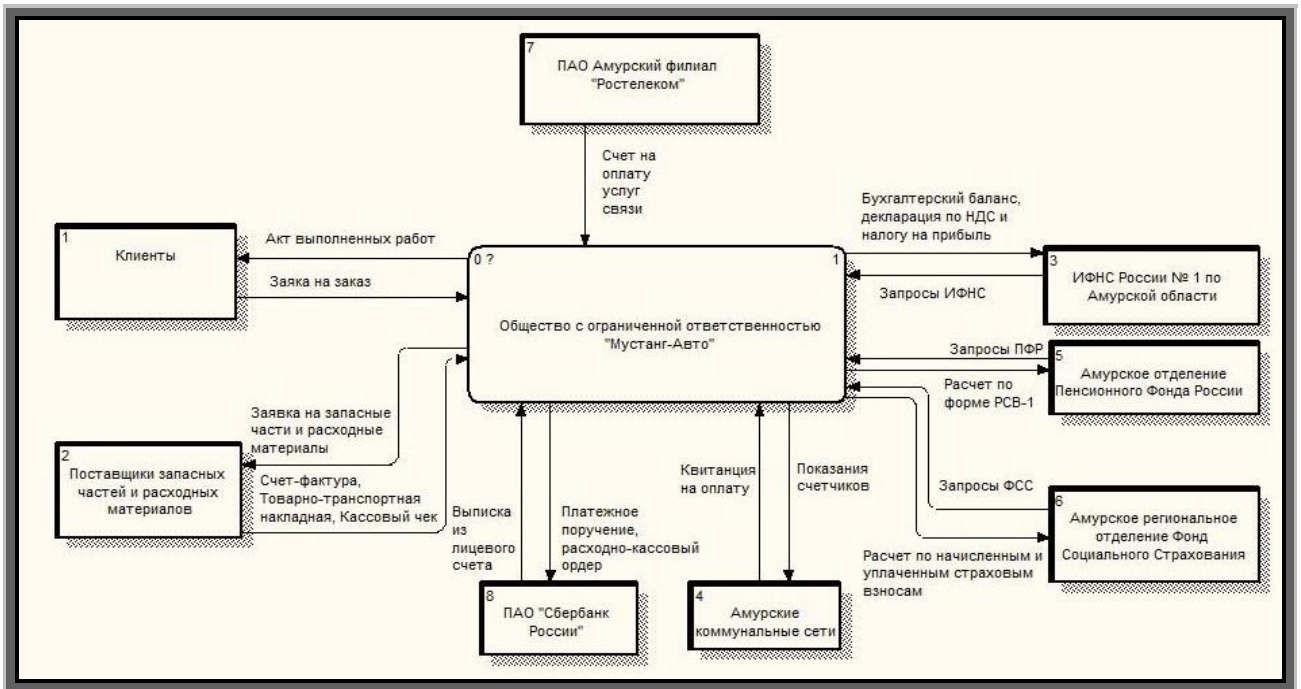 7
ПАО Амурский филиал
"Ростелеком"
Счет на
оплату
услуг
связи
1
Клиенты
Акт выполненных работ
Заяка на заказ
0 ?
1
Общество с ограниченной ответственностью
"Мустанг-Авто"
Бухгалтерский баланс,
декларация по НДС и
налогу на прибыль
Запросы ИФНС
3
ИФНС России № 1 по
Амурской области
Запросы ПФР
Расчет по
форме РСВ-1
5
Амурское отделение
Пенсионного Фонда России
Заявка на запасные
части и расходные
материалы
2
Поставщики запасных
частей и расходных
материалов
Счет-фактура,
Товарно-транспортная
накладная, Кассовый чек
Выписка
из
лицевого
счета
Платежное
поручение,
расходно-кассовый
ордер
Квитанция
на оплату
Показания
счетчиков
Запросы ФСС
Расчет по начисленным и
уплаченным страховым
взносам
6
Амурское региональное
отделение Фонд
Социального Страхования
8
ПАО "Сбербанк
России"
4
Амурские
коммунальные сети